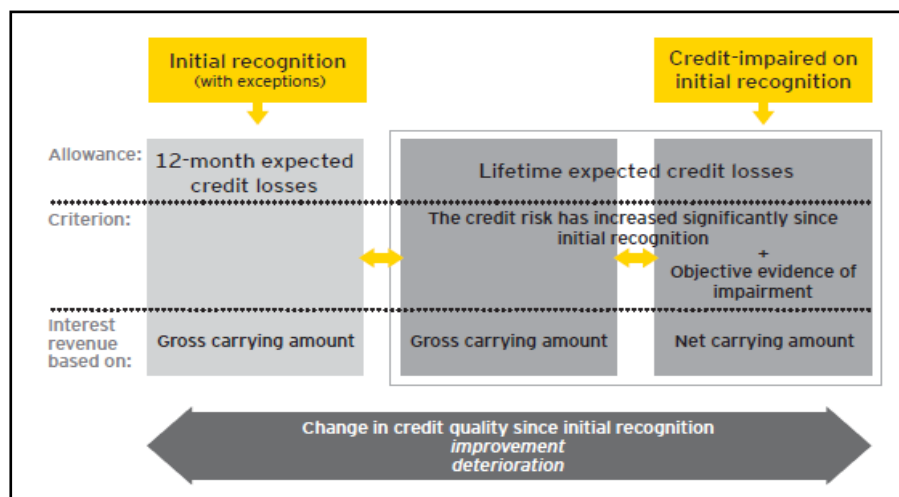 Initial recognition
(with exceptions)
Credit-impaired on
initial recognition
Allowance:
12-month expected
credit losses
Lifetime expected credit losses
Criterion:
The credit risk has increased significantly since
initial recognition
+
Objective evidence of
impairment
Interest
revenue
based on:
Gross carrying amount
Gross carrying amount
Net carrying amount
Change in credit quality since initial recognition
improvement
deterioration